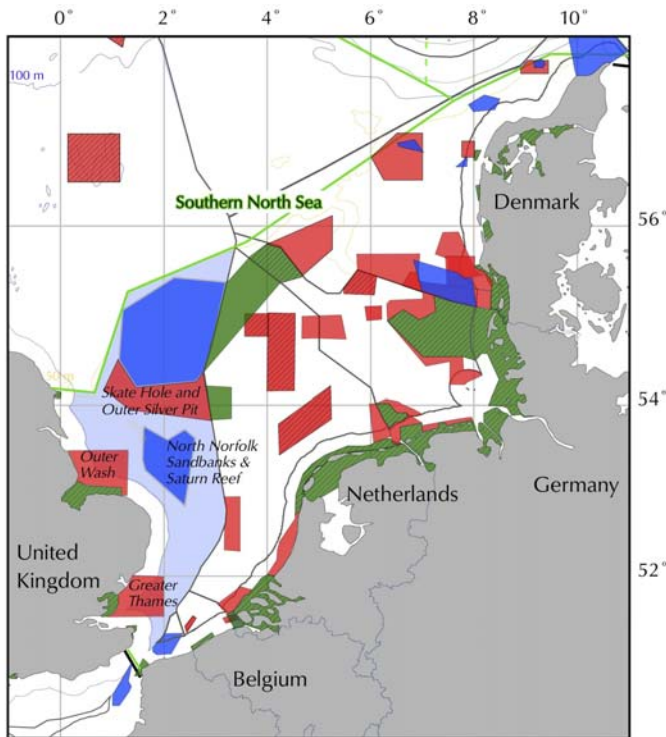 0° 2° 4° 6° 8° 10°
100 m
Southern North Sea
Denmark
56°
50 m
Skate Hole and
Outer Silver Pit
54°
Outer
Wash
North Norfolk
Sandbanks &
Saturn Reef
Netherlands
Germany
United
Kingdom
Greater
Thames
52°
Belgium